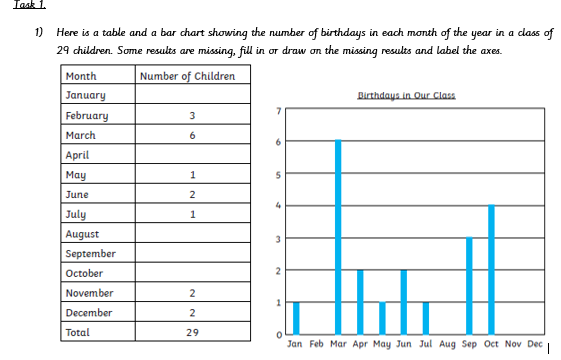 Task 1.
1) Here is a table and a bar chart showing the number of birthdays in each month of the year in a class of
29 children. Some results are missing, fill in or draw on the missing results and label the axes.
Month Number of Children
January
February 3
March 6
April
May 1
June 2
July 1
August
September
October
November 2
December 2
Total 29
Birthdays in Our Class
7
6
5
4
3
2
1
0
Jan Feb Mar Apr May Jun Jul Aug Sep Oct Nov Dec